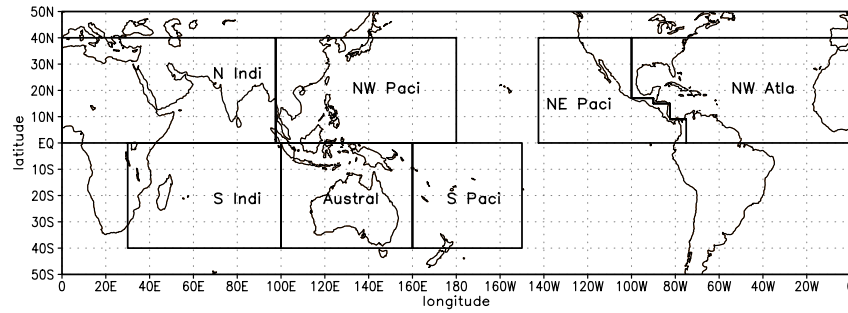 50N
40N
30N
20N
10N
EQ
10S
20S
30S
40S
50S
latitude
N Indi
NW Paci
NE Paci
NW Atla
S Indi
Austral
S Paci
0 20E 40E 60E 80E 100E 120E 140E 160E 180 160W 140W 120W 100W 80W 60W 40W 20W 0
longitude